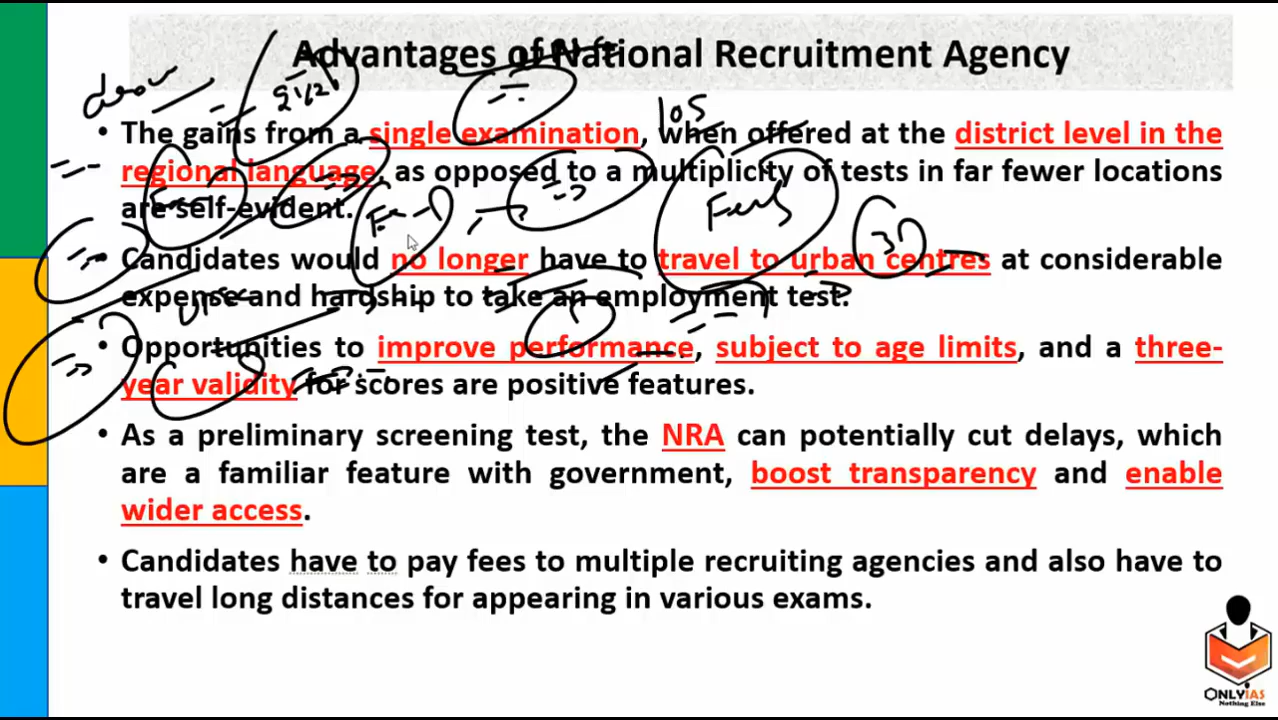 Advantages of National Recruitment Agency
• The gains from a single examination, when offered at the district level in the
regional language, as opposed to a multiplicity of tests in far fewer locations
are self-evident.
• Candidates would no longer have to travel to urban centres at considerable
expense and hardship to take an employment test.
• Opportunities to improve performance, subject to age limits, and a three-
year validity for scores are positive features.
• As a preliminary screening test, the NRA can potentially cut delays, which
are a familiar feature with government, boost transparency and enable
wider access.
• Candidates have to pay fees to multiple recruiting agencies and also have to
travel long distances for appearing in various exams.
ONLYIAS
Nothing Else